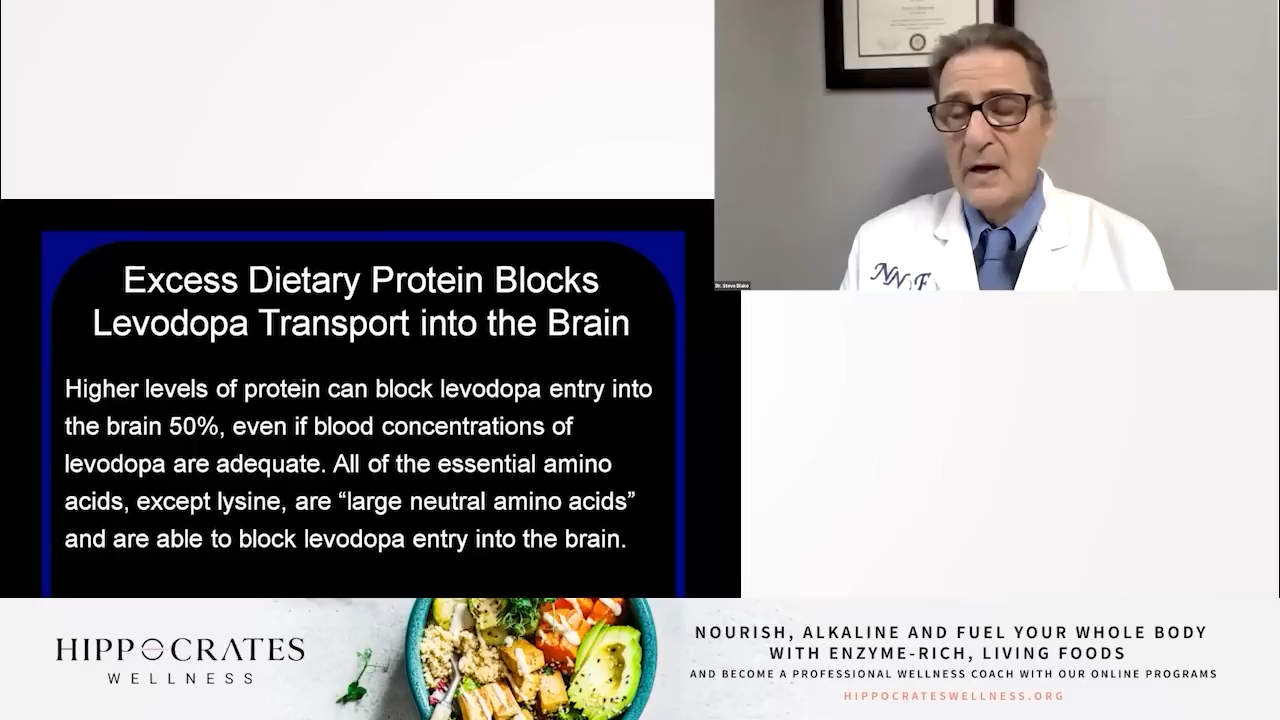 Excess Dietary Protein Blocks
Levodopa Transport into the Brain
Higher levels of protein can block levodopa entry into
the brain 50%, even if blood concentrations of
levodopa are adequate. All of the essential amino
acids, except lysine, are “large neutral amino acids”
and are able to block levodopa entry into the brain.
NNRF
Dr. Steve Blake
HIPPOCRATES
WELLNESS
NOURISH, ALKALINE AND FUEL YOUR WHOLE BODY
WITH ENZYME-RICH, LIVING FOODS
AND BECOME A PROFESSIONAL WELLNESS COACH WITH OUR ONLINE PROGRAMS
HIPPOCRATESWELLNESS.ORG